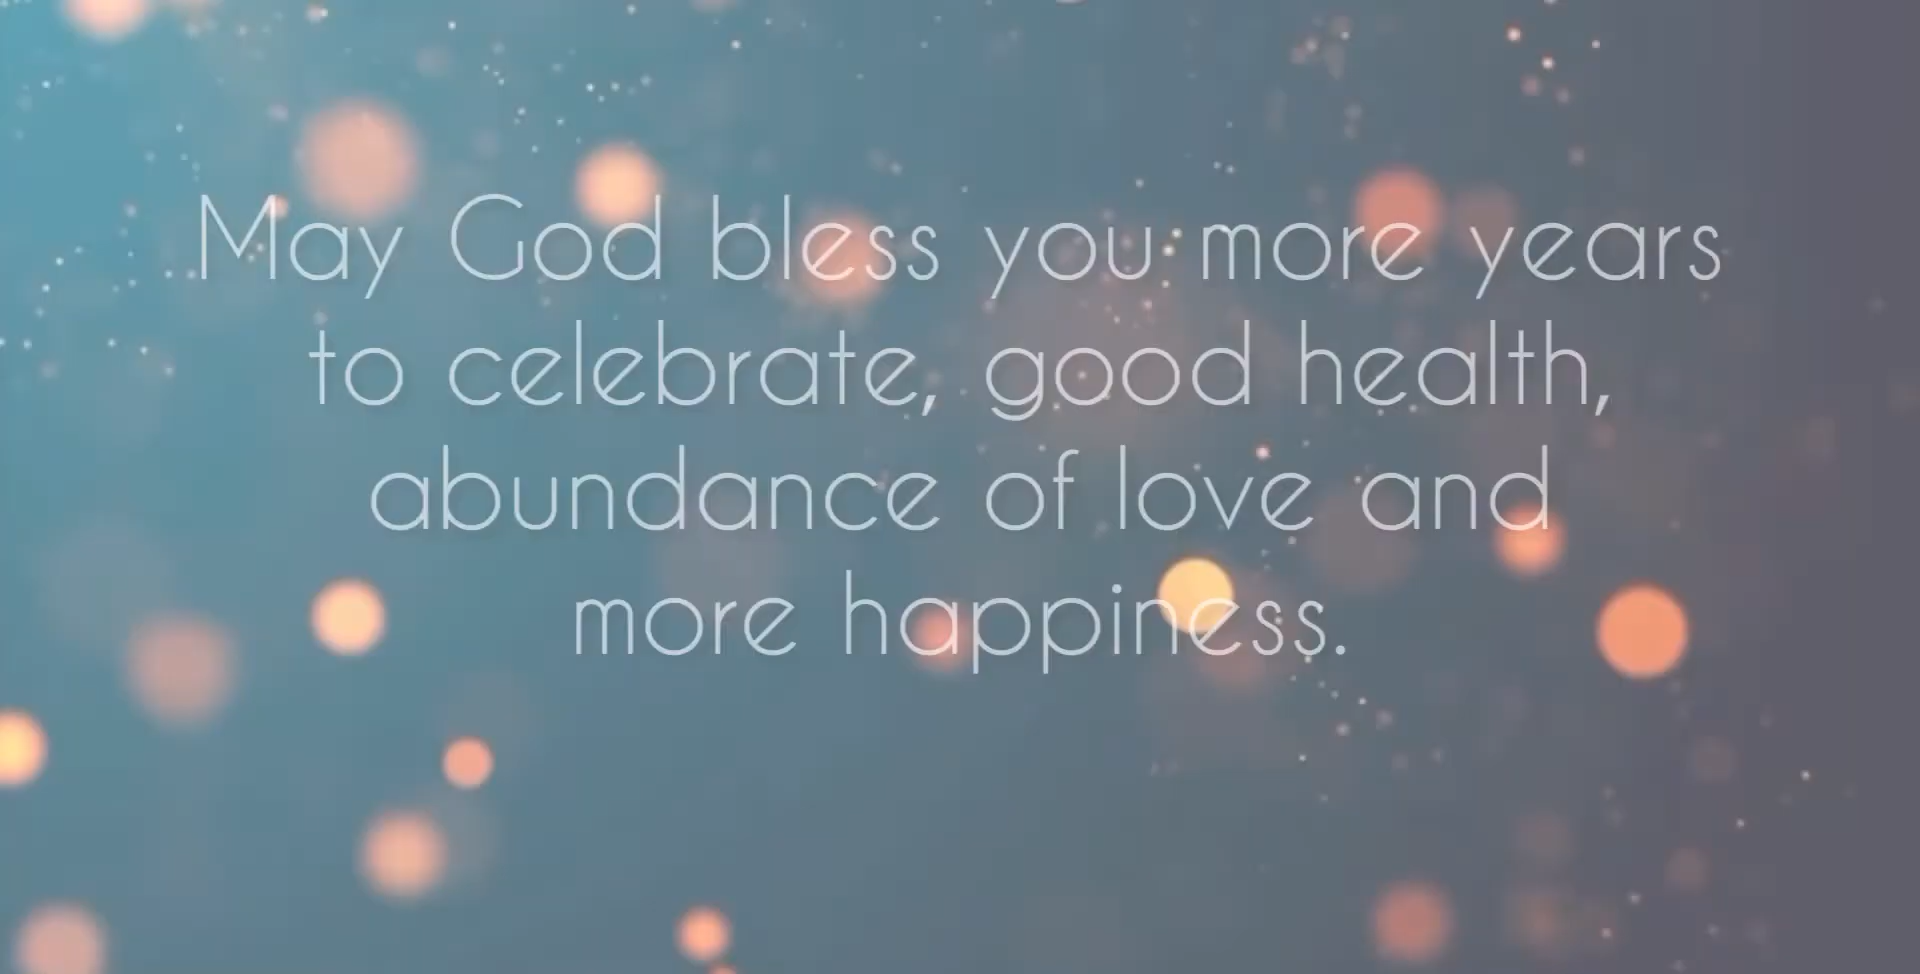 May God bless you more years
to celebrate, good health,
abundance of love and
more happiness.